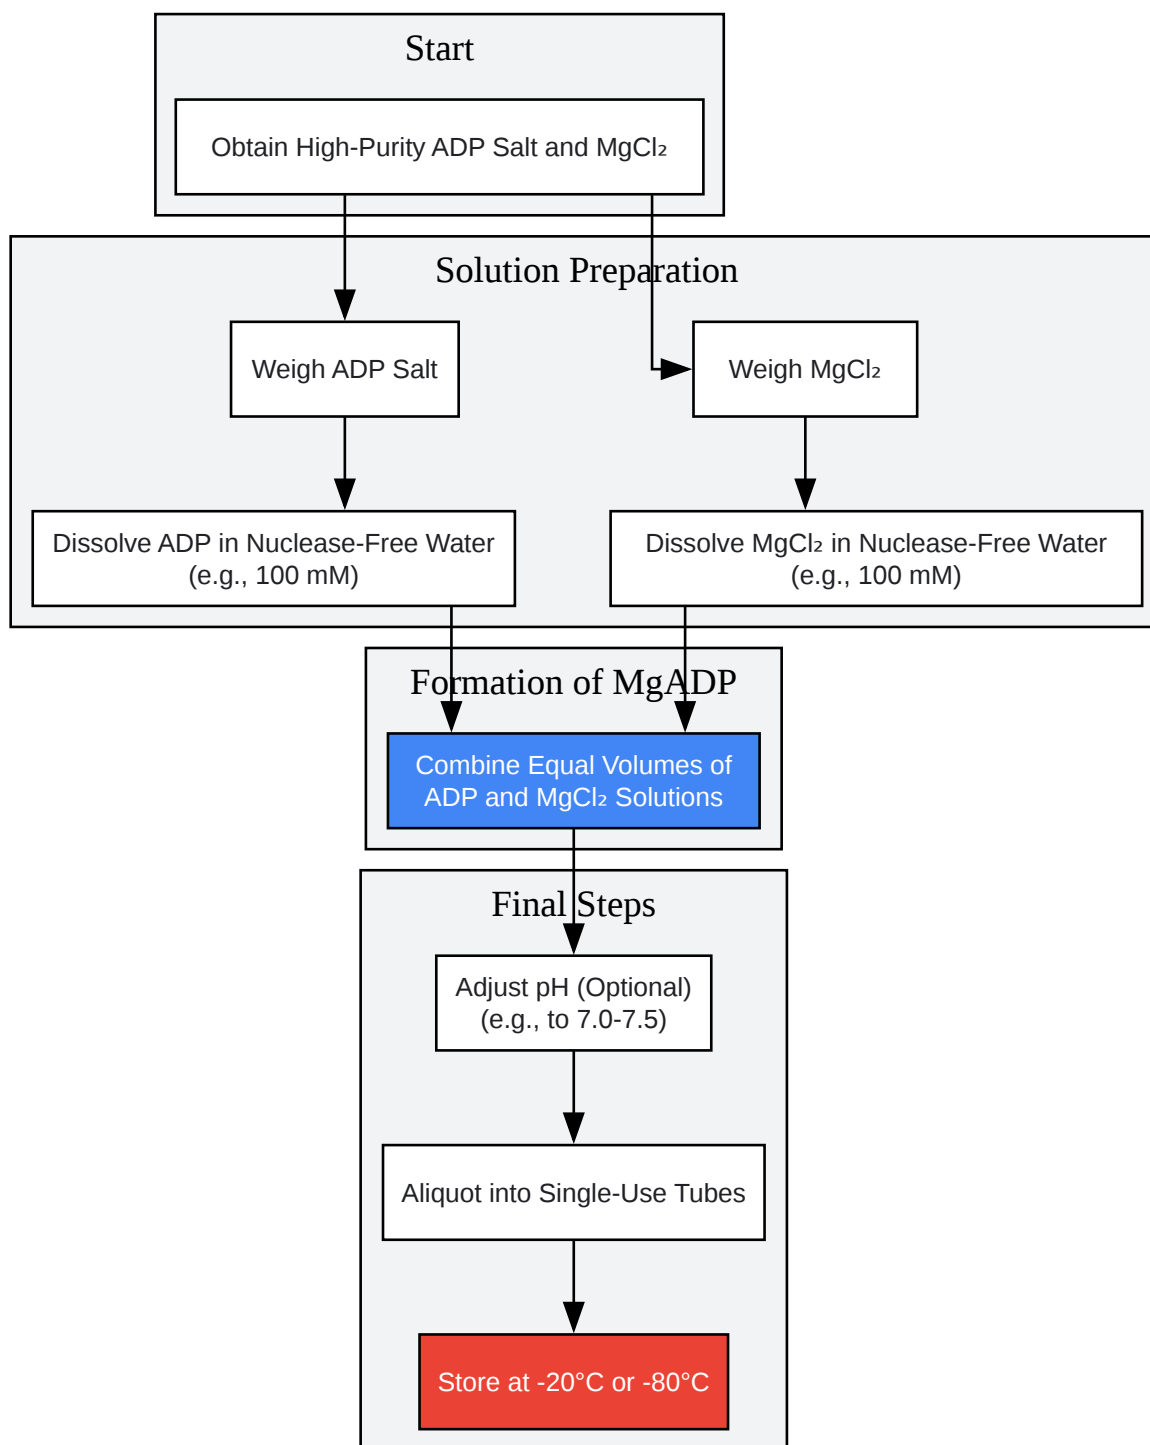 Start
Obtain High-Purity ADP Salt and MgCl₂
Solution Preparation
Weigh ADP Salt
Weigh MgCl₂
Dissolve ADP in Nuclease-Free Water
(e.g., 100 mM)
Dissolve MgCl₂ in Nuclease-Free Water
(e.g., 100 mM)
Formation of MgADP
Combine Equal Volumes of
ADP and MgCl₂ Solutions
Final Steps
Adjust pH (Optional)
(e.g., to 7.0-7.5)
Aliquot into Single-Use Tubes
Store at -20°C or -80°C